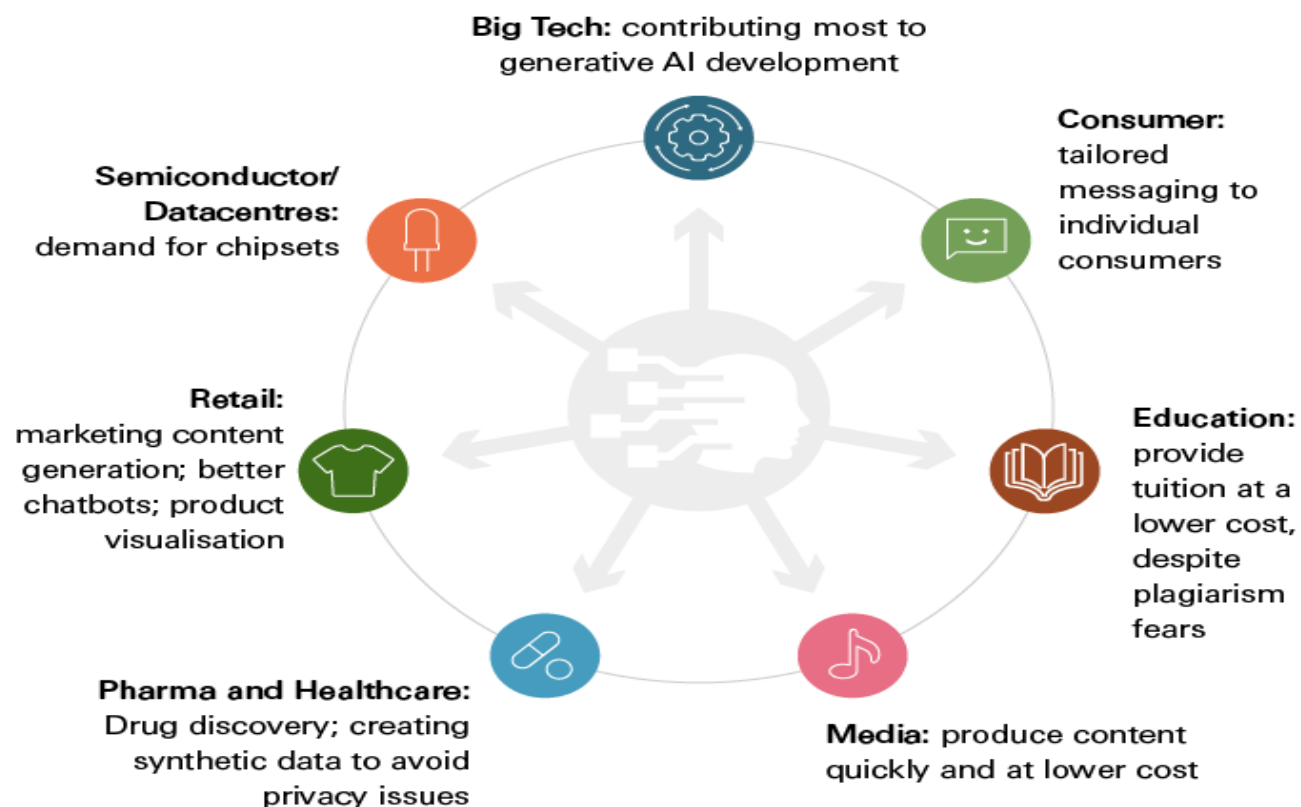 Big Tech: contributing most to
generative AI development
Consumer:
tailored
messaging to
individual
consumers
Education:
provide
tuition at a
lower cost,
despite
plagiarism
fears
Media: produce content
quickly and at lower cost
Pharma and Healthcare:
Drug discovery; creating
synthetic data to avoid
privacy issues
Retail:
marketing content
generation; better
chatbots; product
visualisation
Semiconductor/
Datacentres:
demand for chipsets